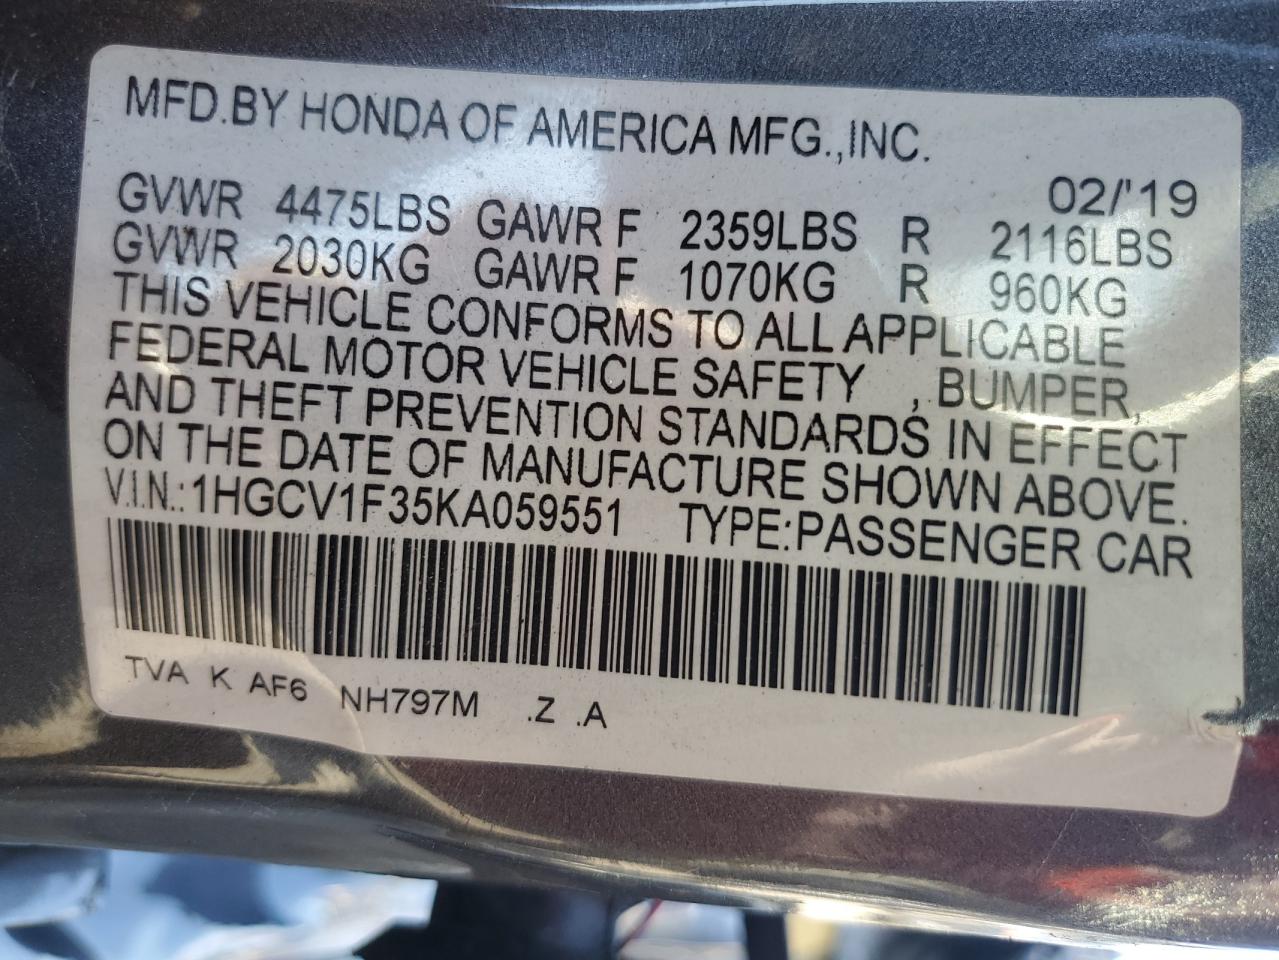 MFD.BY HONDA OF AMERICA MFG.,INC.
02/'19
GVWR 4475LBS GAWR F 2359LBS R 2116LBS
GVWR 2030KG GAWR F 1070KG R 960KG
THIS VEHICLE CONFORMS TO ALL APPLICABLE
FEDERAL MOTOR VEHICLE SAFETY , BUMPER,
AND THEFT PREVENTION STANDARDS IN EFFECT
ON THE DATE OF MANUFACTURE SHOWN ABOVE.
V.I.N.:1HGCV1F35KA059551 TYPE:PASSENGER CAR
TVA K AF6 NH797M .Z .A